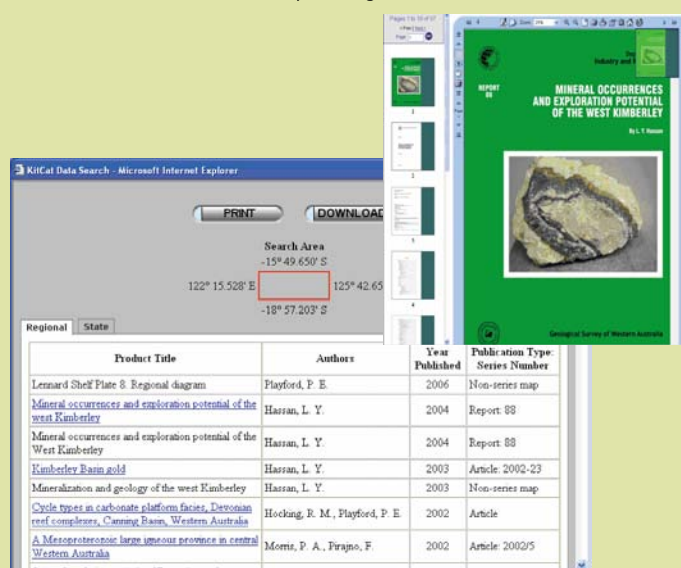 Pages 1 to 10 of 97
Page:
Zoom
REPORT
88
MINERAL OCCURRENCES
AND EXPLORATION POTENTIAL
OF THE WEST KIMBERLEY
By L. Y. Hassan
1
2
3
4
Geological Survey of Western Australia
KitCat Data Search - Microsoft Internet Explorer
PRINT
DOWNLOAD
Search Area
-15° 49.650' S
122° 15.528' E
125° 42.65
-18° 57.203' S
Regional
State
Product Title
Authors
Year
Published
Publication Type:
Series Number
Lennard Shelf Plate 8. Regional diagram
Playford, P. E.
2006
Non-series map
Mineral occurrences and exploration potential of the
west Kimberley
Hassan, L. Y.
2004
Report: 88
Mineral occurrences and exploration potential of the
West Kimberley
Hassan, L. Y.
2004
Report: 88
Kimberley Basin gold
Hassan, L. Y.
2003
Article: 2002-23
Mineralization and geology of the west Kimberley
Hassan, L. Y.
2003
Non-series map
Cycle types in carbonate platform facies, Devonian
reef complexes, Canning Basin, Western Australia
Hocking, R. M., Playford, P. E.
2002
Article
A Mesoproterozoic large igneous province in central
Western Australia
Morris, P. A., Pirajno, F.
2002
Article: 2002/5